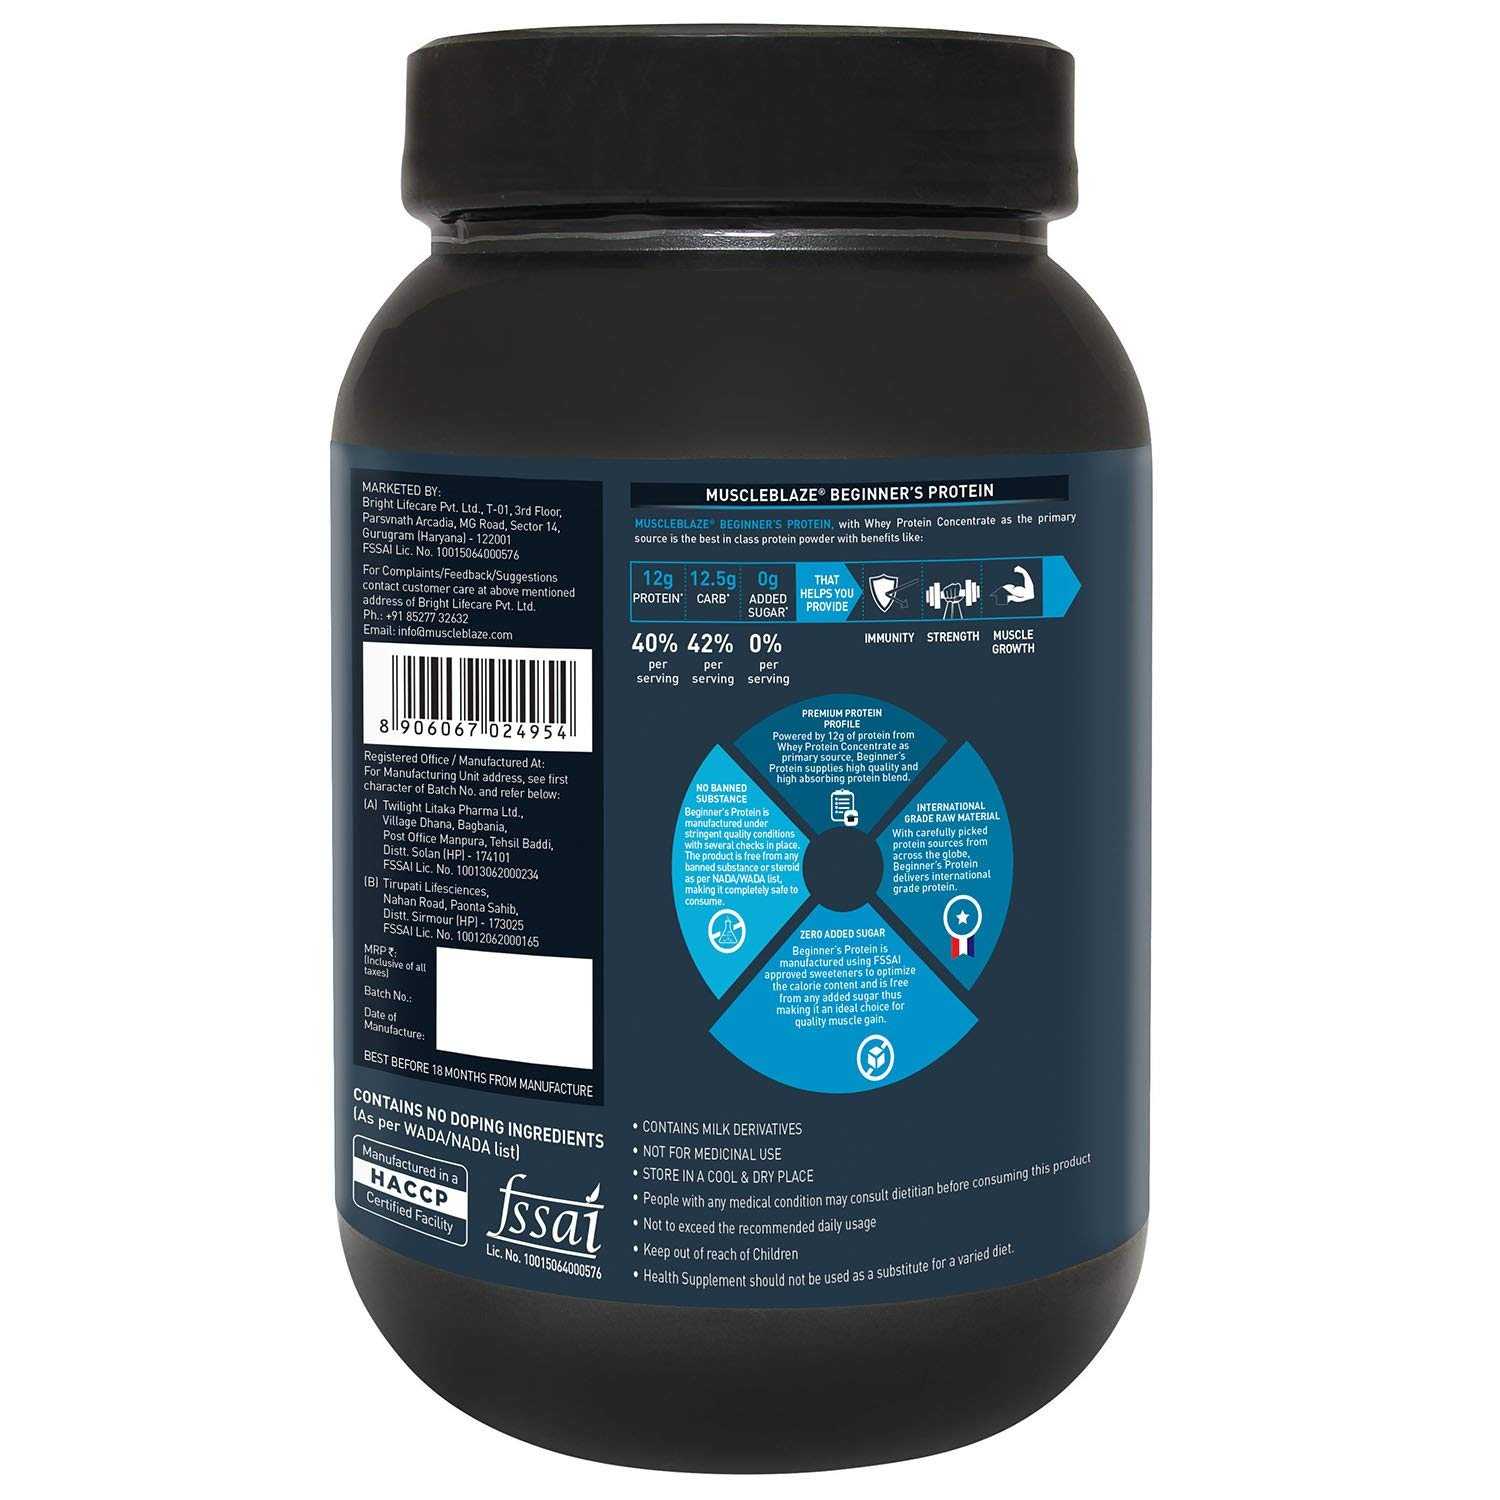 MARKETED BY:
Bright Lifecare Pvt. Ltd., T-01, 3rd Floor,
Parsvnath Arcadia, MG Road, Sector 14,
Gurugram (Haryana) - 122001
FSSAI Lic. No. 10015064000576
For Complaints/Feedback/Suggestions
contact customer care at above mentioned
address of Bright Lifecare Pvt. Ltd.
Ph.: +91 85277 32632
Email: info@muscleblaze.com
8 906067 024954
Registered Office / Manufactured At:
For Manufacturing Unit address, see first
character of Batch No. and refer below:
(A) Twilight Litaka Pharma Ltd.,
Village Dhana, Bagbania,
Post Office Manpura, Tehsil Baddi,
Distt. Solan (HP) - 174101
FSSAI Lic. No. 10013062000234
(B) Tirupati Lifesciences,
Nahan Road, Paonta Sahib,
Distt. Sirmour (HP) - 173025
FSSAI Lic. No. 10012062000165
MRP ₹:
(Inclusive of all
taxes)
Batch No.:
Date of
Manufacture:
BEST BEFORE 18 MONTHS FROM MANUFACTURE
CONTAINS NO DOPING INGREDIENTS
(As per WADA/NADA list)
Manufactured in a
HACCP
Certified Facility
fssai
Lic. No. 10015064000576
MUSCLEBLAZE® BEGINNER'S PROTEIN
MUSCLEBLAZE® BEGINNER'S PROTEIN, with Whey Protein Concentrate as the primary
source is the best in class protein powder with benefits like:
12g 12.5g 0g
PROTEIN* CARB* ADDED
SUGAR*
THAT
HELPS YOU
PROVIDE
40% 42% 0%
per per per
serving serving serving
IMMUNITY STRENGTH MUSCLE
GROWTH
PREMIUM PROTEIN
PROFILE
Powered by 12g of protein from
Whey Protein Concentrate as
primary source, Beginner's
Protein supplies high quality and
high absorbing protein blend.
NO BANNED
SUBSTANCE
Beginner's Protein is
manufactured under
stringent quality conditions
with several checks in place.
The product is free from any
banned substance or steroid
as per NADA/WADA list,
making it completely safe to
consume.
INTERNATIONAL
GRADE RAW MATERIAL
With carefully picked
protein sources from
across the globe,
Beginner's Protein
delivers international
grade protein.
ZERO ADDED SUGAR
Beginner's Protein is
manufactured using FSSAI
approved sweeteners to optimize
the calorie content and is free
from any added sugar thus
making it an ideal choice for
quality muscle gain.
• CONTAINS MILK DERIVATIVES
• NOT FOR MEDICINAL USE
• STORE IN A COOL & DRY PLACE
• People with any medical condition may consult dietitian before consuming this product
• Not to exceed the recommended daily usage
• Keep out of reach of Children
• Health Supplement should not be used as a substitute for a varied diet.